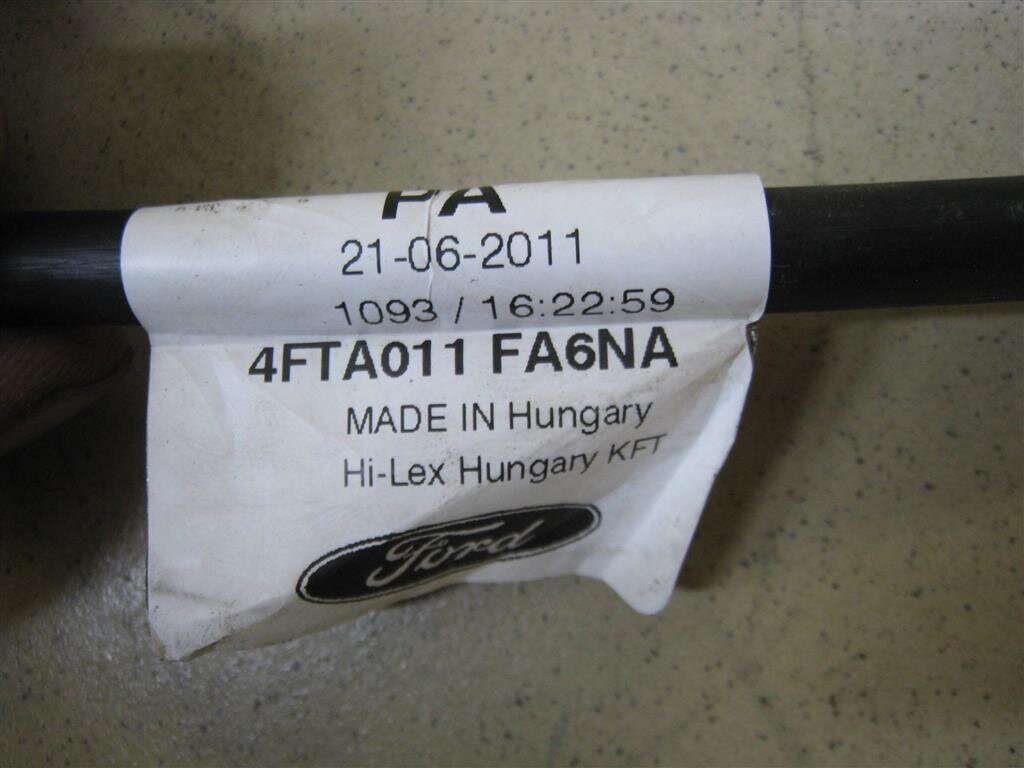 PA
21-06-2011
1093 / 16:22:59
4FTA011 FA6NA
MADE IN Hungary
Hi-Lex Hungary KFT
Ford